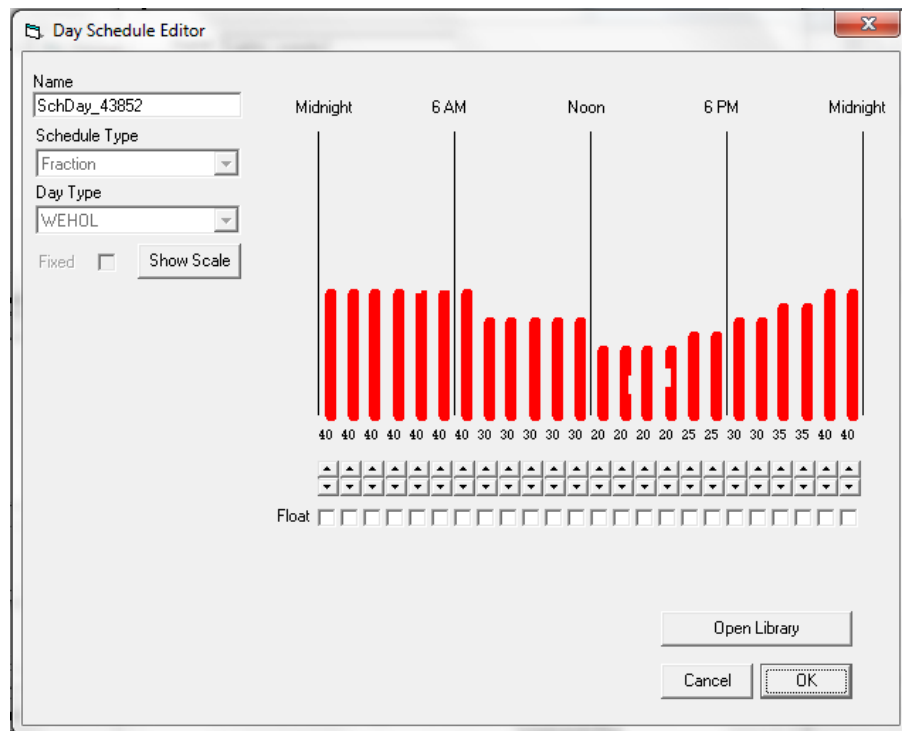 Day Schedule Editor
Name
SchDay_43852
Schedule Type
Fraction
Day Type
WEHOL
Fixed
Show Scale
Midnight 6 AM Noon 6 PM Midnight
40 40 40 40 40 40 40 30 30 30 30 30 20 20 20 20 25 25 30 30 35 35 40 40
Float
Open Library
Cancel OK